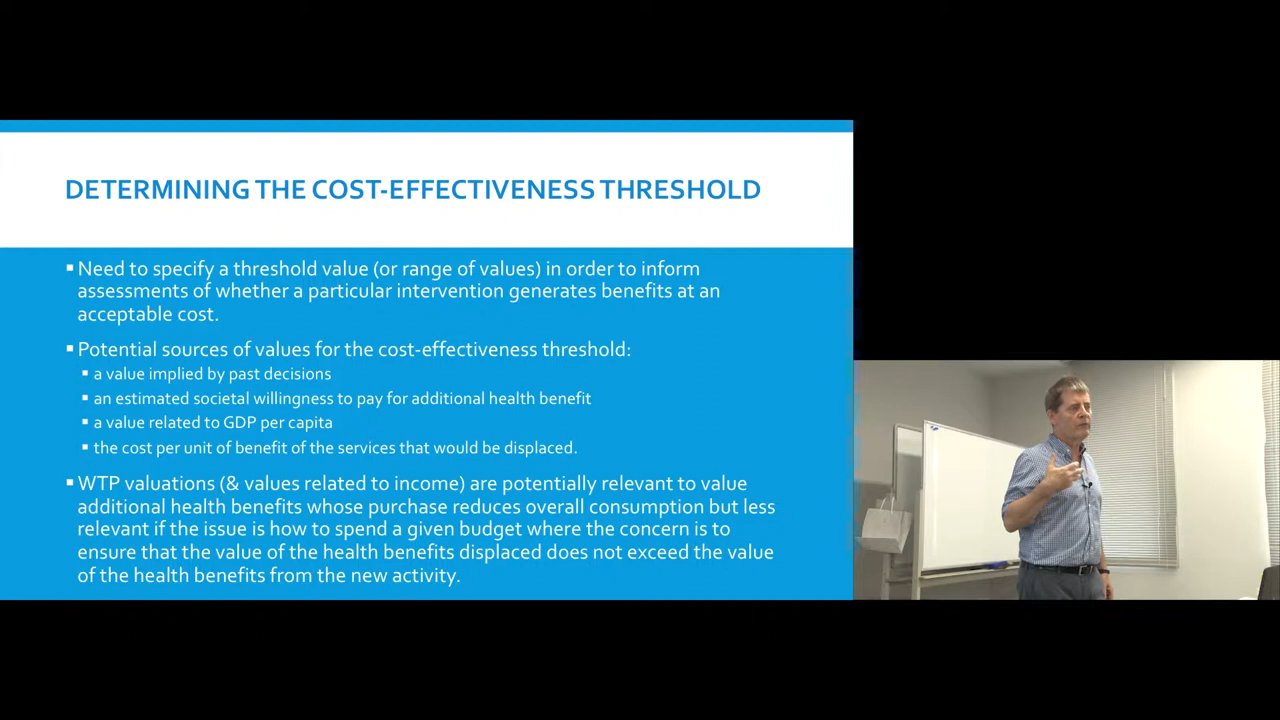 DETERMINING THE COST-EFFECTIVENESS THRESHOLD
▪ Need to specify a threshold value (or range of values) in order to inform
assessments of whether a particular intervention generates benefits at an
acceptable cost.
▪ Potential sources of values for the cost-effectiveness threshold:
▪ a value implied by past decisions
▪ an estimated societal willingness to pay for additional health benefit
▪ a value related to GDP per capita
▪ the cost per unit of benefit of the services that would be displaced.
▪ WTP valuations (& values related to income) are potentially relevant to value
additional health benefits whose purchase reduces overall consumption but less
relevant if the issue is how to spend a given budget where the concern is to
ensure that the value of the health benefits displaced does not exceed the value
of the health benefits from the new activity.